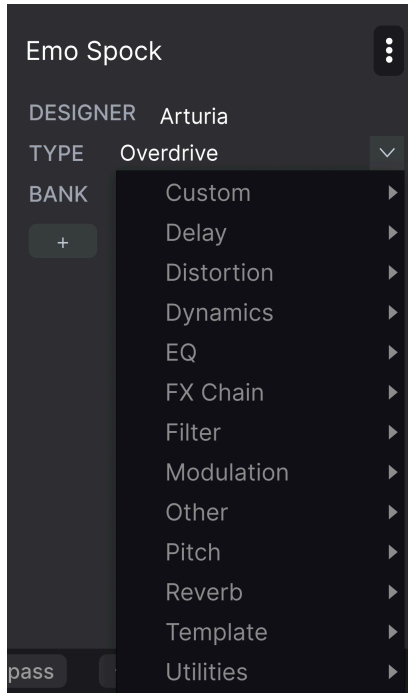 Emo Spock
DESIGNER Arturia
TYPE Overdrive
BANK
+
Custom
Delay
Distortion
Dynamics
EQ
FX Chain
Filter
Modulation
Other
Pitch
Reverb
Template
Utilities
pass